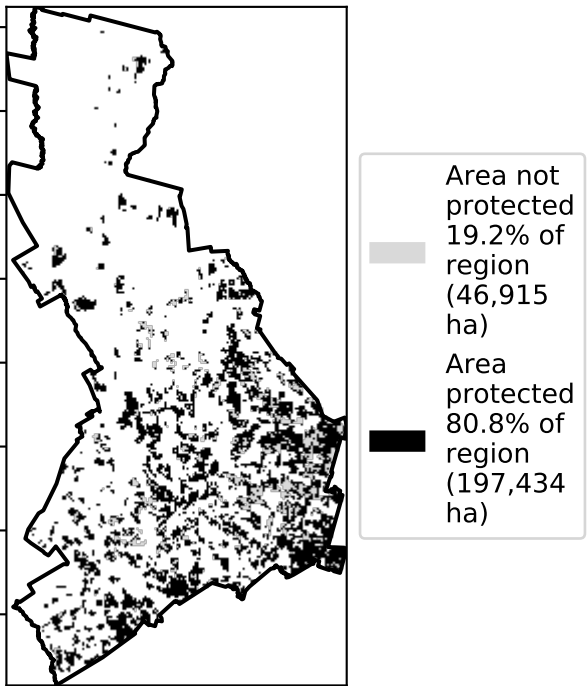 Area not
protected
19.2% of
region
(46,915
ha)
Area
protected
80.8% of
region
(197,434
ha)